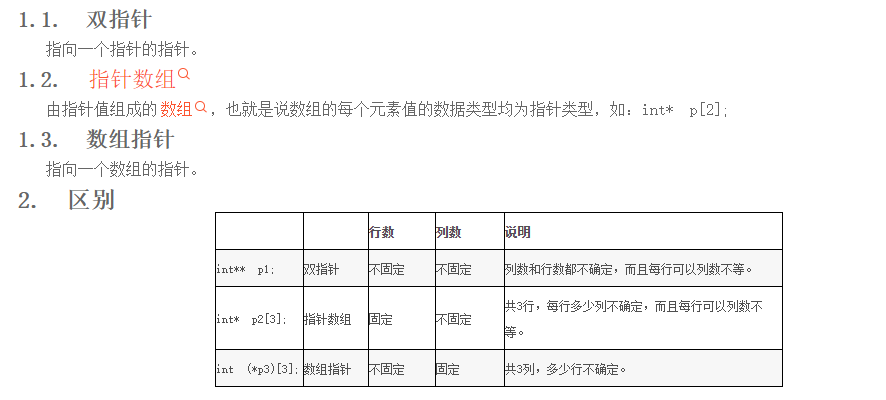 1.1. 双指针
指向一个指针的指针。
1.2. 指针数组
由指针值组成的 数组 ，也就是说数组的每个元素值的数据类型均为指针类型，如：int* p[2];
1.3. 数组指针
指向一个数组的指针。
2. 区别
行数 列数 说明
int** p1; 双指针 不固定 不固定 列数和行数都不确定，而且每行可以列数不等。
int* p2[3]; 指针数组 固定 不固定 共3行，每行多少列不确定，而且每行可以列数不
等。
int (*p3)[3]; 数组指针 不固定 固定 共3列，多少行不确定。